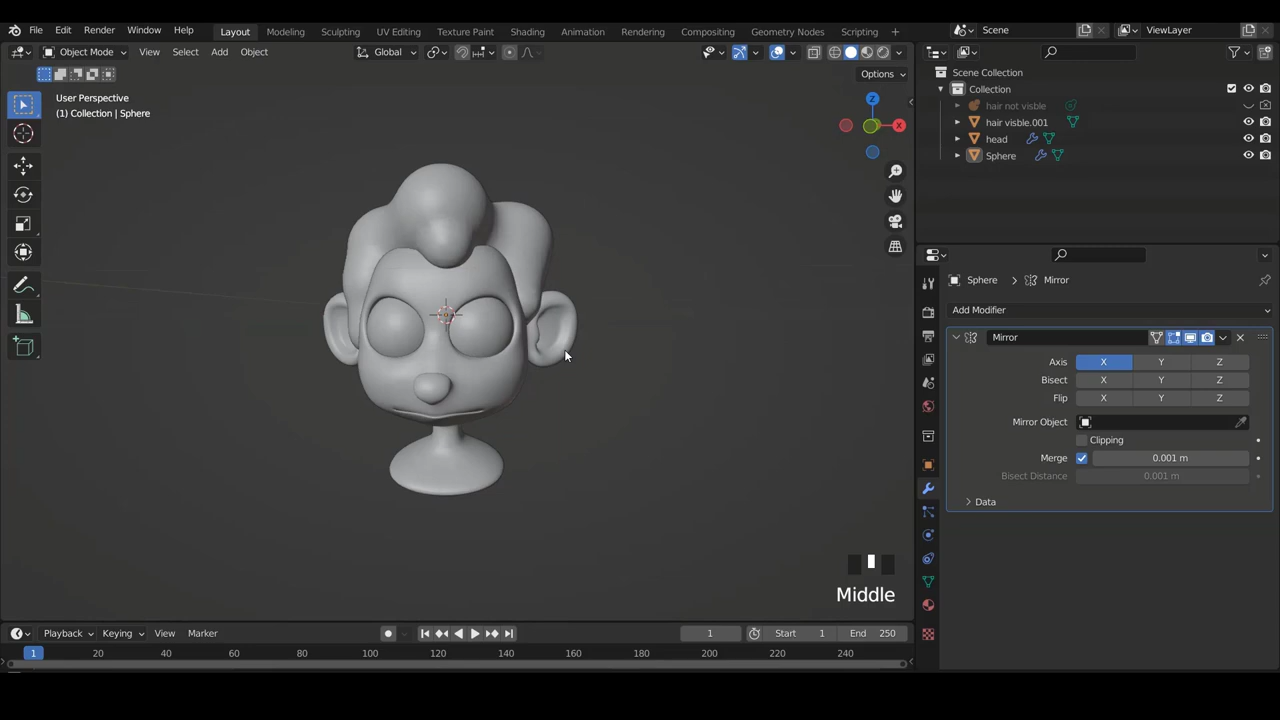 File Edit Render Window Help Layout Modeling Sculpting UV Editing Texture Paint Shading Animation Rendering Compositing Geometry Nodes Scripting + Scene ViewLayer
Object Mode View Select Add Object Global
Options
User Perspective
(1) Collection | Sphere
Z
X
Scene Collection
Collection
hair not visble
hair visble.001
head
Sphere
Sphere > Mirror
Add Modifier
Mirror
Axis X Y Z
Bisect X Y Z
Flip X Y Z
Mirror Object
Clipping
Merge 0.001 m
Bisect Distance 0.001 m
Data
Middle
Playback Keying View Marker 1 Start 1 End 250
1 20 40 60 80 100 120 140 160 180 200 220 240